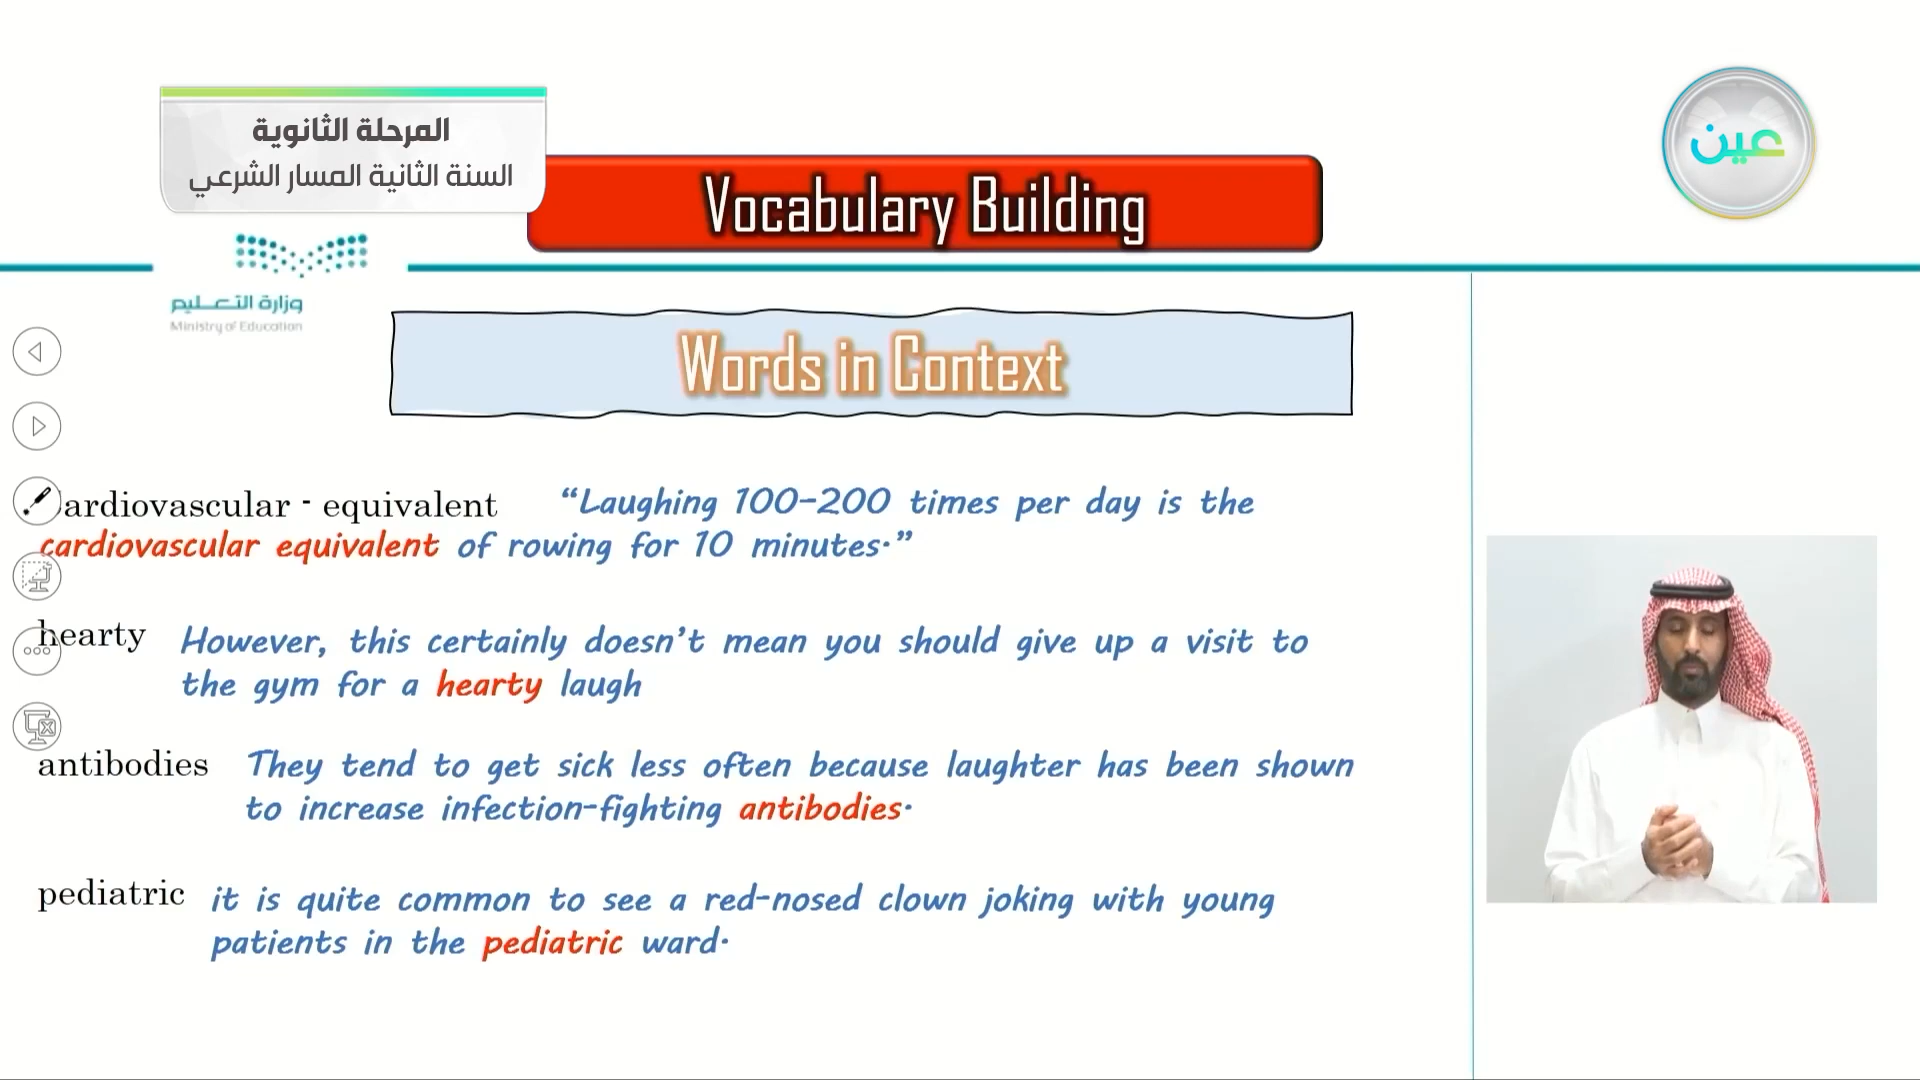 المرحلة الثانوية
السنة الثانية المسار الشرعي
عين
Vocabulary Building
وزارة التعليم
Ministry of Education
Words in Context
ardiovascular - equivalent “Laughing 100-200 times per day is the
cardiovascular equivalent of rowing for 10 minutes.”
hearty However, this certainly doesn't mean you should give up a visit to
the gym for a hearty laugh
antibodies They tend to get sick less often because laughter has been shown
to increase infection-fighting antibodies.
pediatric it is quite common to see a red-nosed clown joking with young
patients in the pediatric ward.